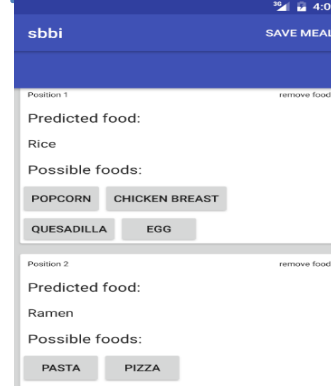 3G 4:0
sbbi SAVE MEAL
Position 1 remove food
Predicted food:
Rice
Possible foods:
POPCORN CHICKEN BREAST
QUESADILLA EGG
Position 2 remove food
Predicted food:
Ramen
Possible foods:
PASTA PIZZA